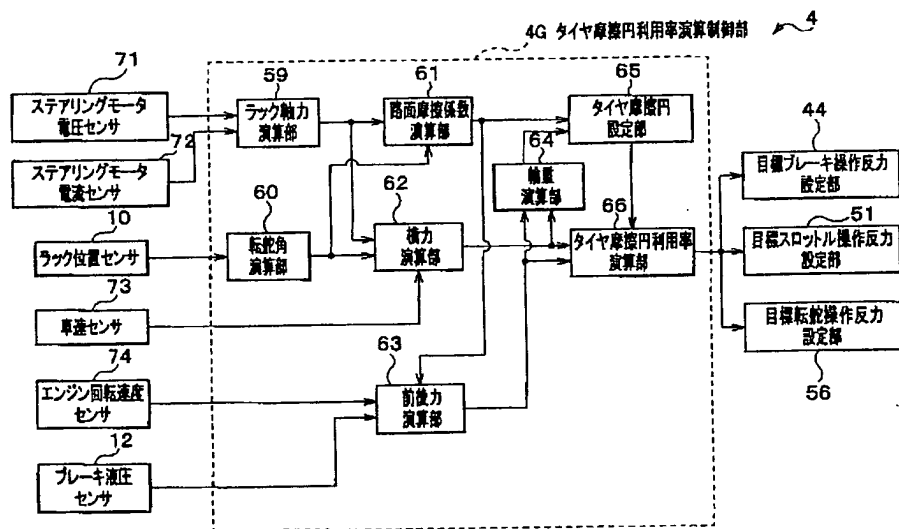 4G タイヤ摩擦円利用率演算制御部
4
71
ステアリングモータ
電圧センサ
72
ステアリングモータ
電流センサ
10
ラック位置センサ
73
車速センサ
74
エンジン回転速度
センサ
12
ブレーキ液圧
センサ
59
ラック軸力
演算部
60
転舵角
演算部
61
路面摩擦係数
演算部
62
横力
演算部
63
前後力
演算部
64
軸重
演算部
65
タイヤ摩擦円
設定部
66
タイヤ摩擦円利用率
演算部
44
目標ブレーキ操作反力
設定部
51
目標スロットル操作反力
設定部
目標転舵操作反力
設定部
56